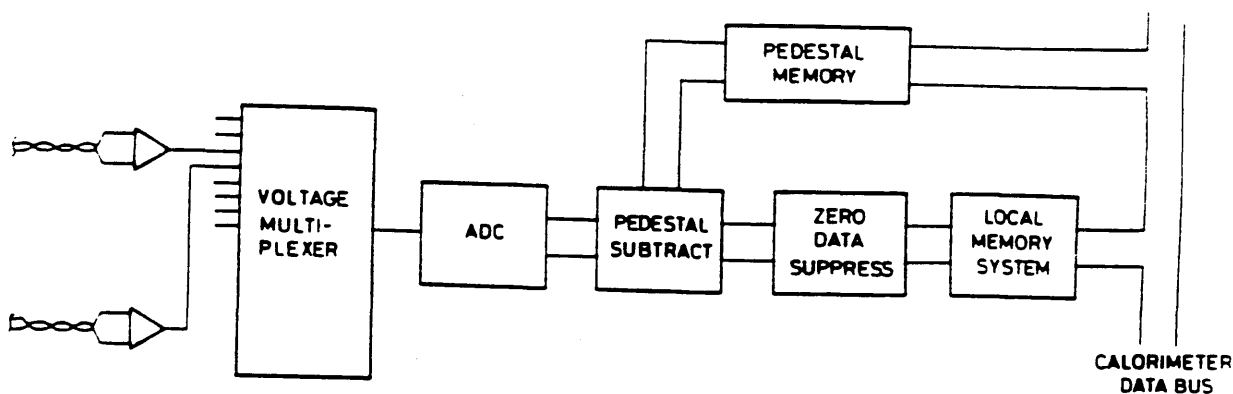 PEDESTAL
MEMORY
VOLTAGE
MULTI-
PLEXER
ADC
PEDESTAL
SUBTRACT
ZERO
DATA
SUPPRESS
LOCAL
MEMORY
SYSTEM
CALORIMETER
DATA BUS